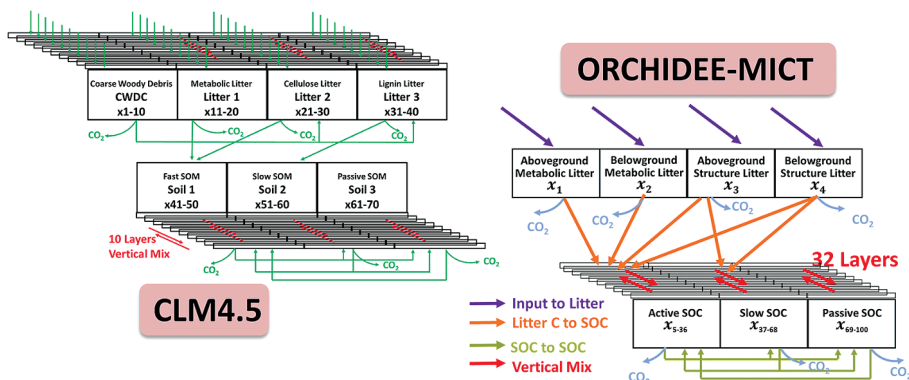 Coarse Woody Debris
CWDC
x1-10
Metabolic Litter
Litter 1
x11-20
Cellulose Litter
Litter 2
x21-30
Lignin Litter
Litter 3
x31-40
CO2
CO2
CO2
CO2
Fast SOM
Soil 1
x41-50
Slow SOM
Soil 2
x51-60
Passive SOM
Soil 3
x61-70
10 Layers
Vertical Mix
CO2
CO2
CO2
CLM4.5
ORCHIDEE-MICT
Aboveground
Metabolic Litter
x1
Belowground
Metabolic Litter
x2
Aboveground
Structure Litter
x3
Belowground
Structure Litter
x4
CO2
CO2
CO2
CO2
32 Layers
Input to Litter
Litter C to SOC
SOC to SOC
Vertical Mix
Active SOC
x5-36
Slow SOC
x37-68
Passive SOC
x69-100
CO2
CO2
CO2